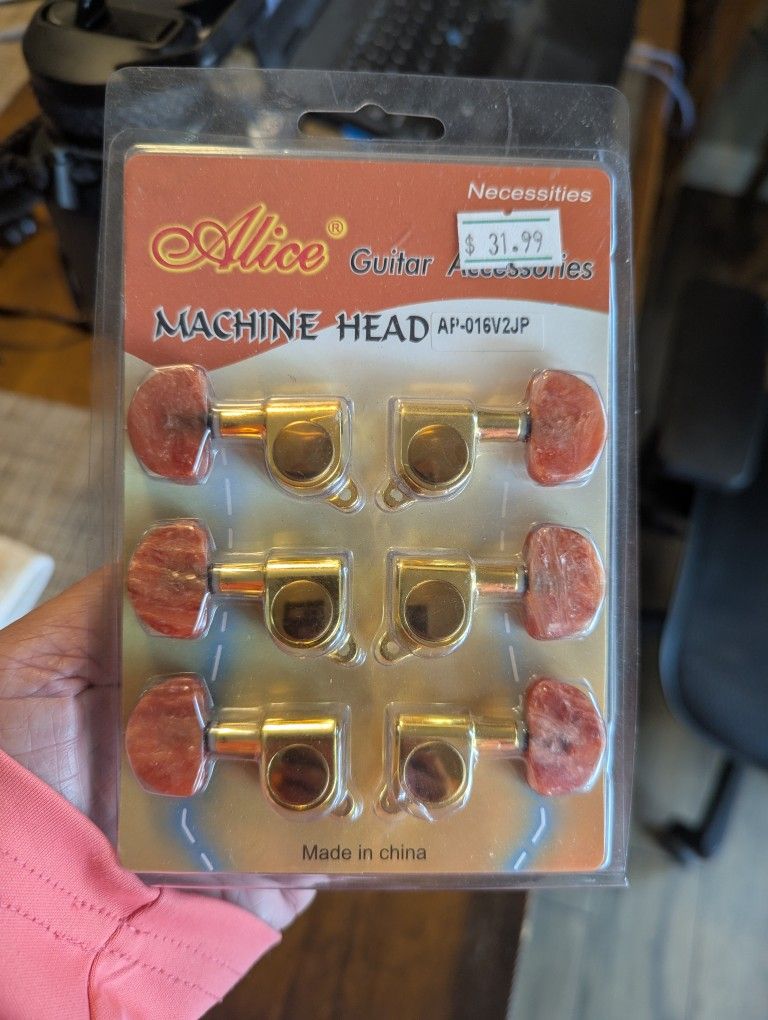 Necessities
Alice®
$ 31.99
Guitar Accessories
MACHINE HEAD
AP-016V2JP
Made in china